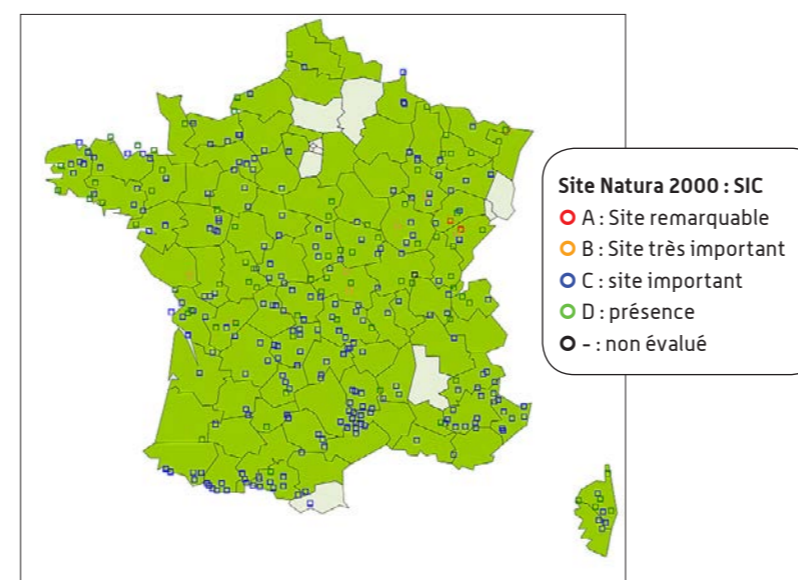 Site Natura 2000 : SIC
A : Site remarquable
B : Site très important
C : site important
D : présence
- : non évalué